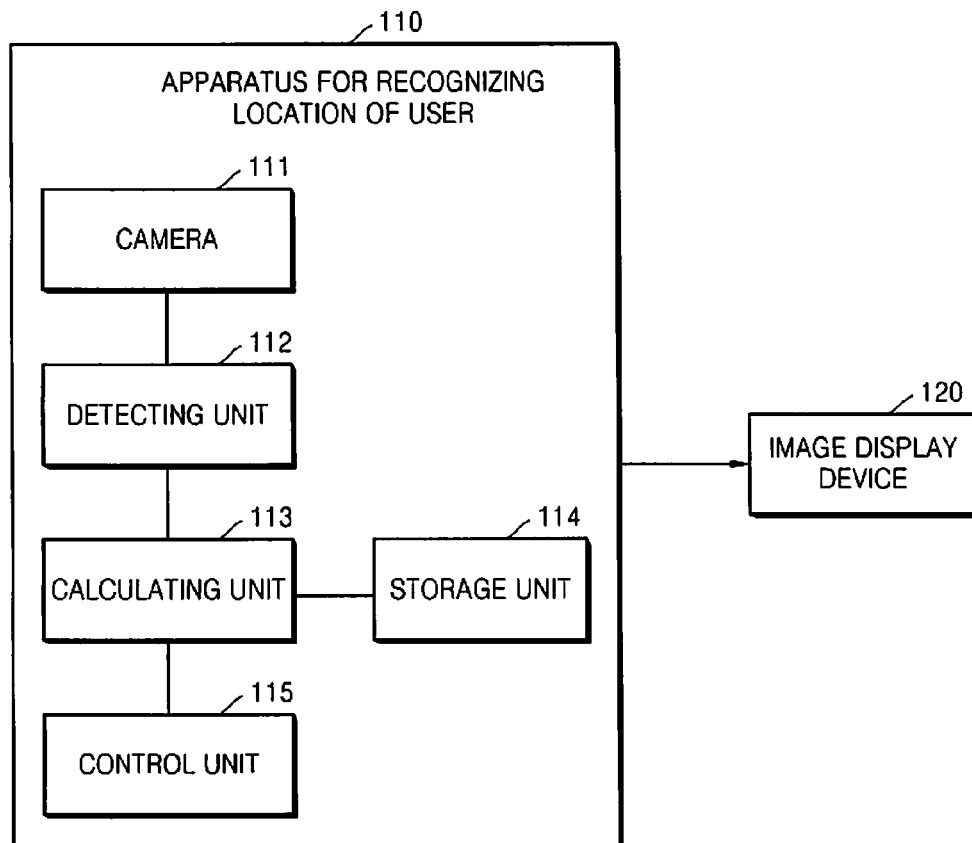 110
APPARATUS FOR RECOGNIZING
LOCATION OF USER
111
CAMERA
112
DETECTING UNIT
120
IMAGE DISPLAY
DEVICE
113
CALCULATING UNIT
114
STORAGE UNIT
115
CONTROL UNIT